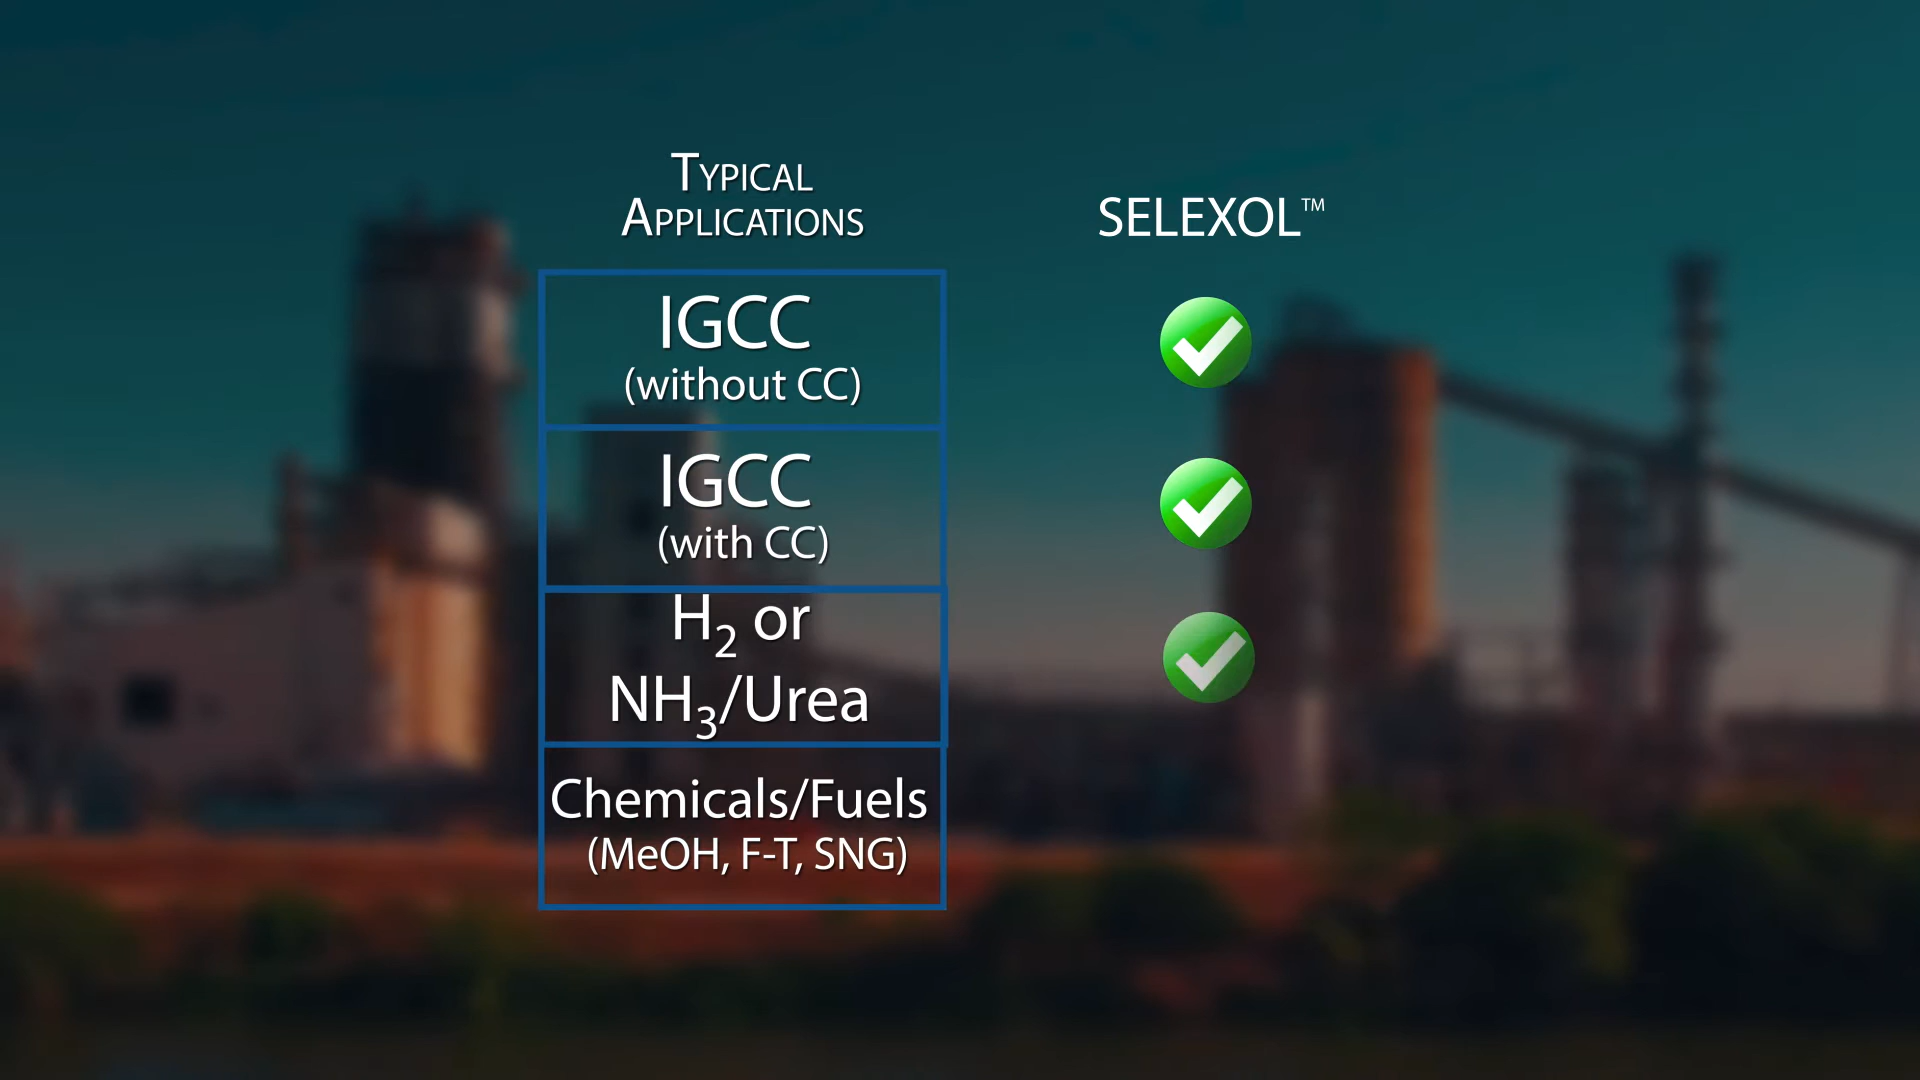 TYPICAL
APPLICATIONS
SELEXOL™
IGCC
(without CC)
IGCC
(with CC)
H₂ or
NH₃/Urea
Chemicals/Fuels
(MeOH, F-T, SNG)